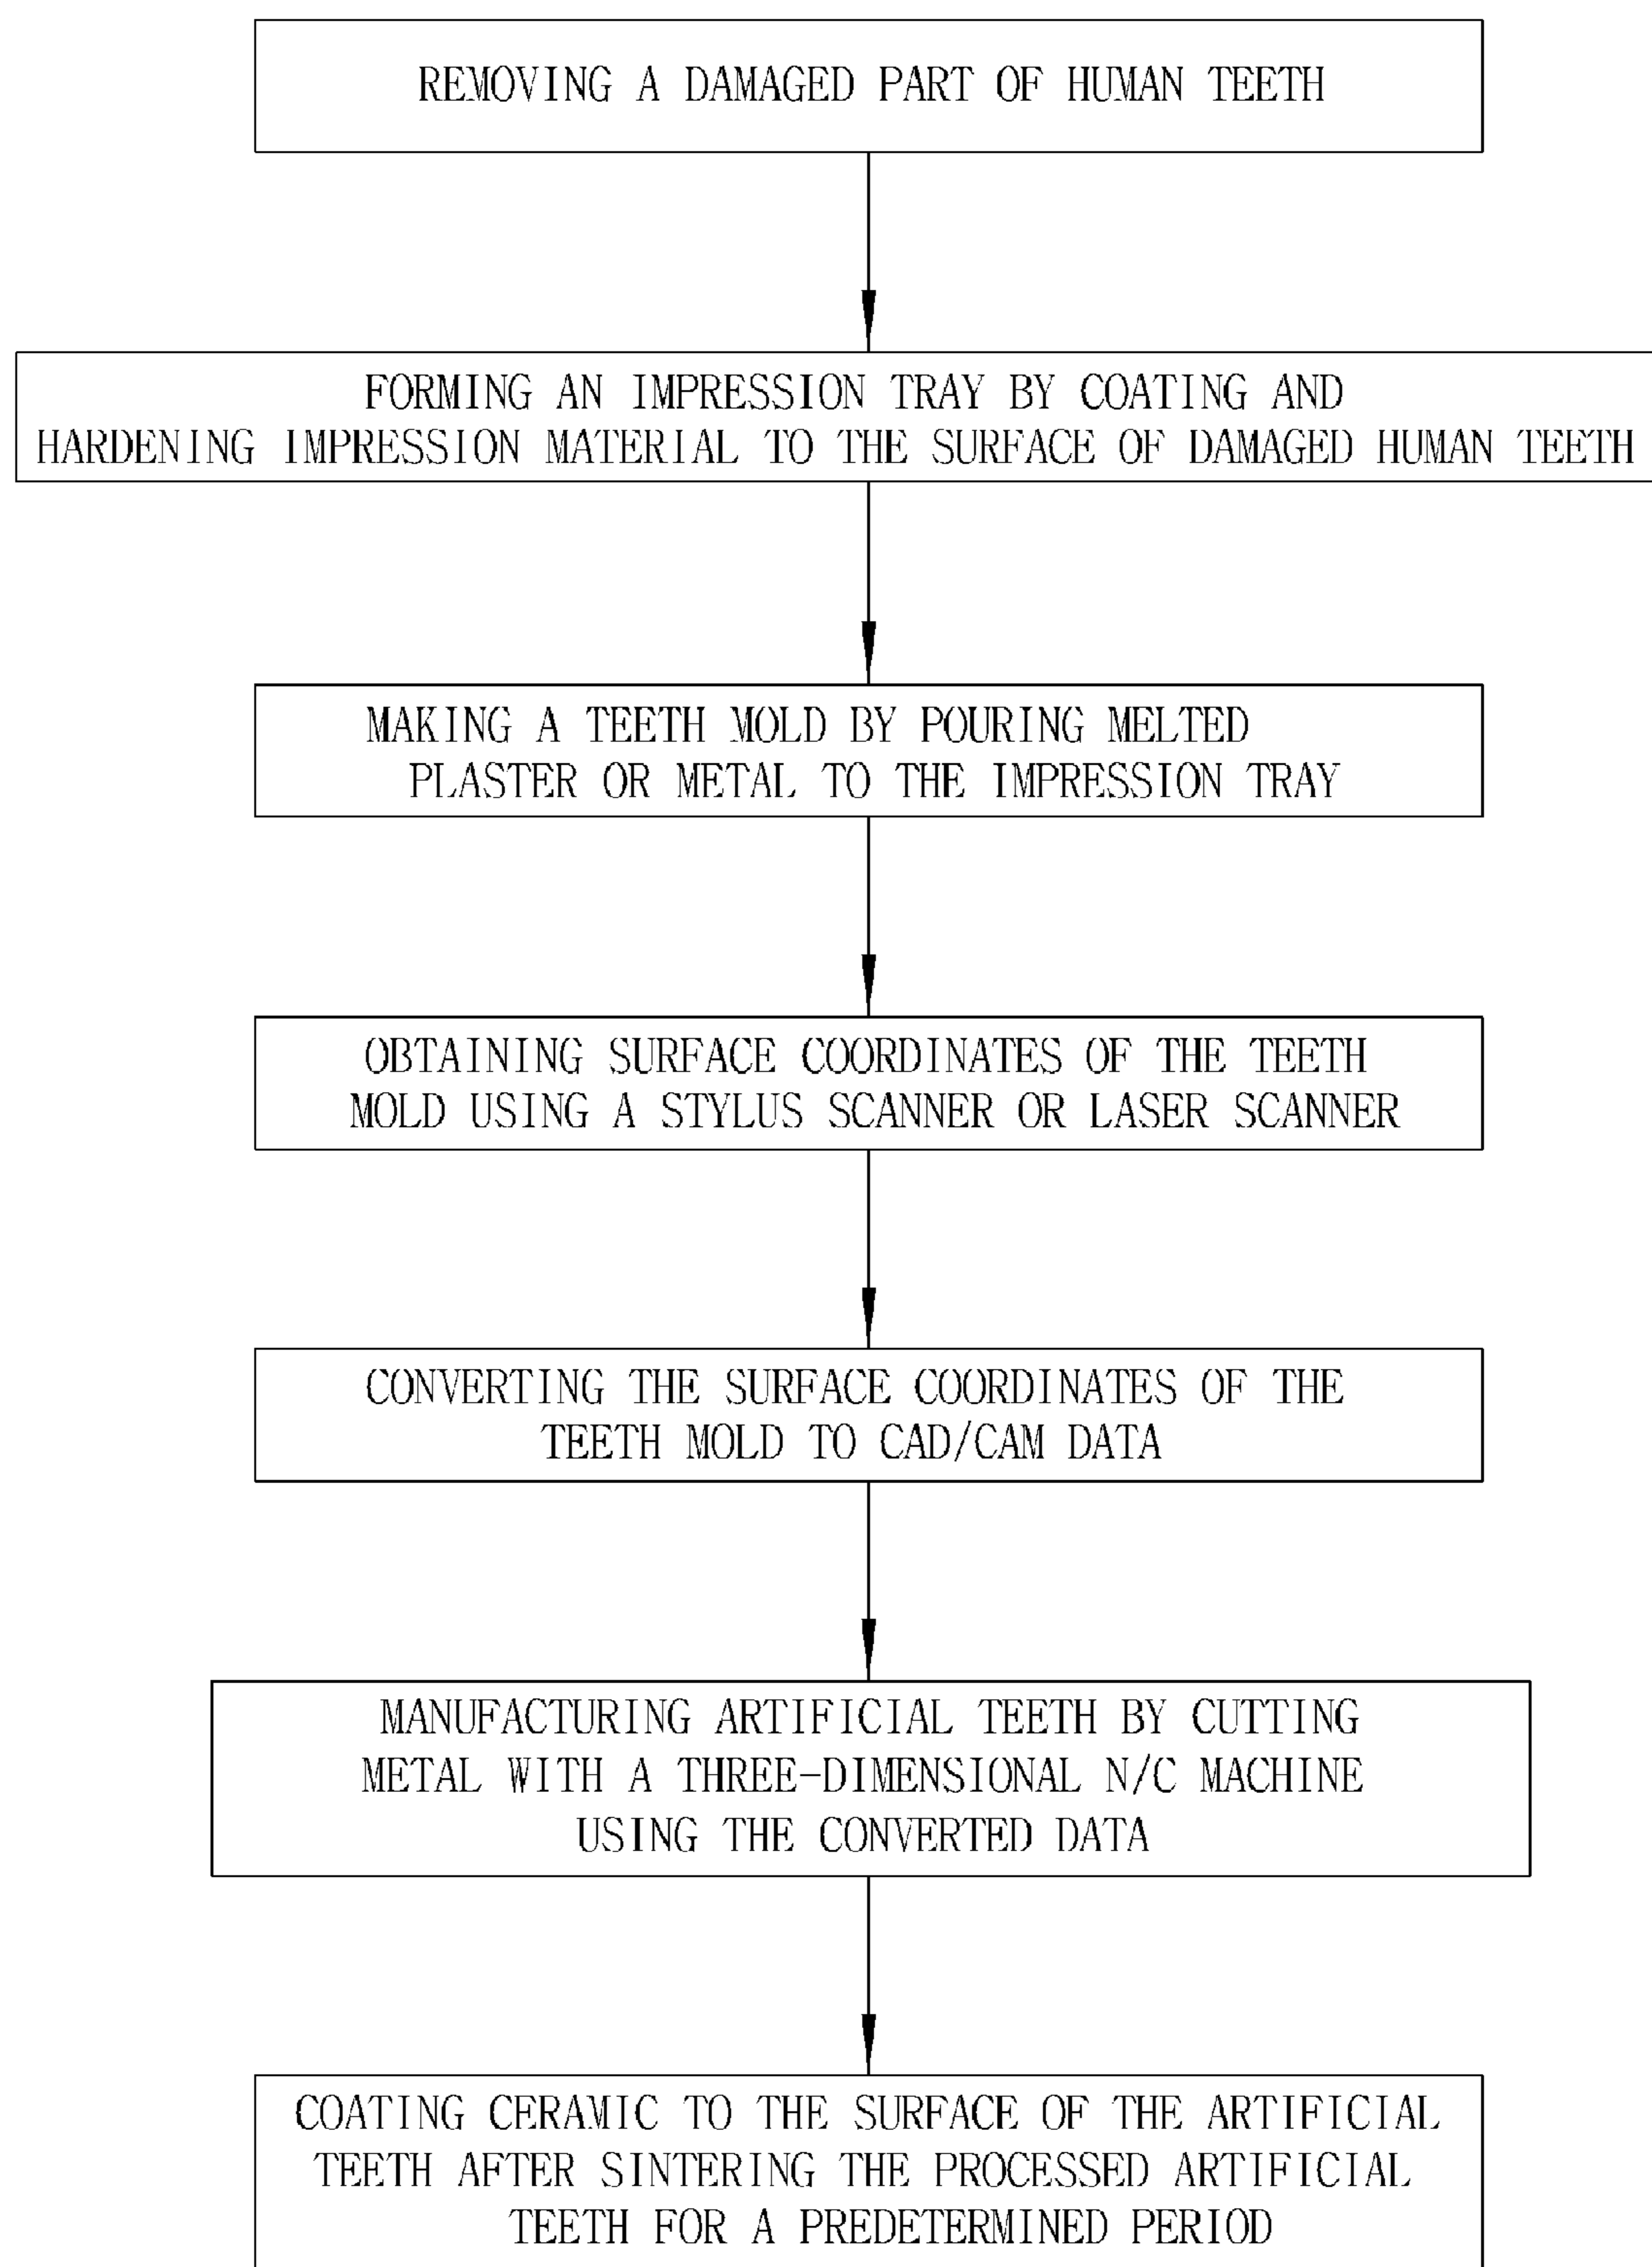 REMOVING A DAMAGED PART OF HUMAN TEETH
FORMING AN IMPRESSION TRAY BY COATING AND
HARDENING IMPRESSION MATERIAL TO THE SURFACE OF DAMAGED HUMAN TEETH
MAKING A TEETH MOLD BY POURING MELTED
PLASTER OR METAL TO THE IMPRESSION TRAY
OBTAINING SURFACE COORDINATES OF THE TEETH
MOLD USING A STYLUS SCANNER OR LASER SCANNER
CONVERTING THE SURFACE COORDINATES OF THE
TEETH MOLD TO CAD/CAM DATA
MANUFACTURING ARTIFICIAL TEETH BY CUTTING
METAL WITH A THREE-DIMENSIONAL N/C MACHINE
USING THE CONVERTED DATA
COATING CERAMIC TO THE SURFACE OF THE ARTIFICIAL
TEETH AFTER SINTERING THE PROCESSED ARTIFICIAL
TEETH FOR A PREDETERMINED PERIOD